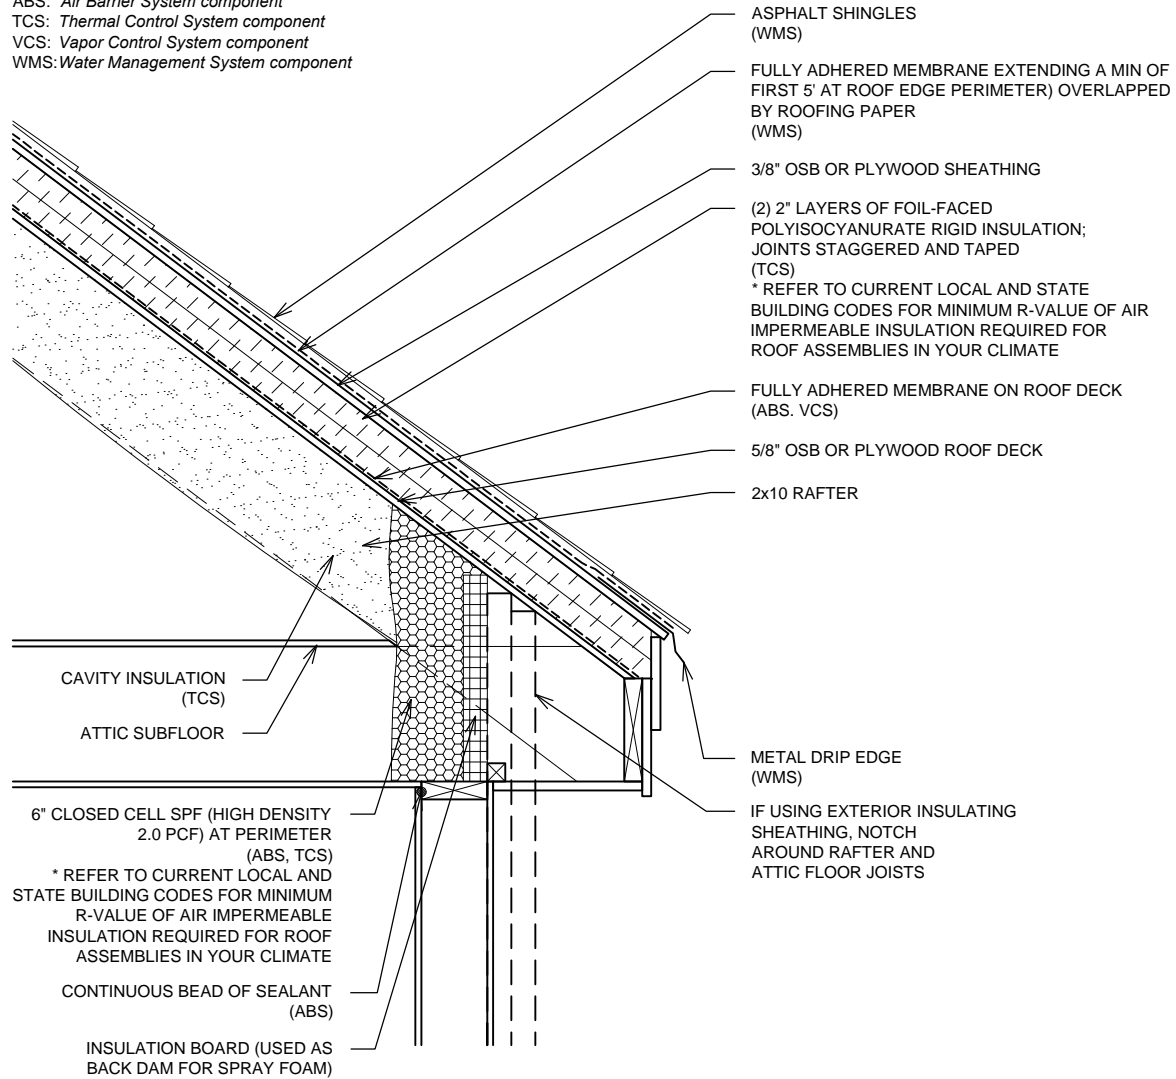 ABS: Air Barrier System component
TCS: Thermal Control System component
VCS: Vapor Control System component
WMS: Water Management System component
ASPHALT SHINGLES
(WMS)
FULLY ADHERED MEMBRANE EXTENDING A MIN OF
FIRST 5' AT ROOF EDGE PERIMETER) OVERLAPPED
BY ROOFING PAPER
(WMS)
3/8" OSB OR PLYWOOD SHEATHING
(2) 2" LAYERS OF FOIL-FACED
POLYISOCYANURATE RIGID INSULATION;
JOINTS STAGGERED AND TAPED
(TCS)
* REFER TO CURRENT LOCAL AND STATE
BUILDING CODES FOR MINIMUM R-VALUE OF AIR
IMPERMEABLE INSULATION REQUIRED FOR
ROOF ASSEMBLIES IN YOUR CLIMATE
FULLY ADHERED MEMBRANE ON ROOF DECK
(ABS. VCS)
5/8" OSB OR PLYWOOD ROOF DECK
2x10 RAFTER
CAVITY INSULATION
(TCS)
ATTIC SUBFLOOR
METAL DRIP EDGE
(WMS)
IF USING EXTERIOR INSULATING
SHEATHING, NOTCH
AROUND RAFTER AND
ATTIC FLOOR JOISTS
6" CLOSED CELL SPF (HIGH DENSITY
2.0 PCF) AT PERIMETER
(ABS, TCS)
* REFER TO CURRENT LOCAL AND
STATE BUILDING CODES FOR MINIMUM
R-VALUE OF AIR IMPERMEABLE
INSULATION REQUIRED FOR ROOF
ASSEMBLIES IN YOUR CLIMATE
CONTINUOUS BEAD OF SEALANT
(ABS)
INSULATION BOARD (USED AS
BACK DAM FOR SPRAY FOAM)